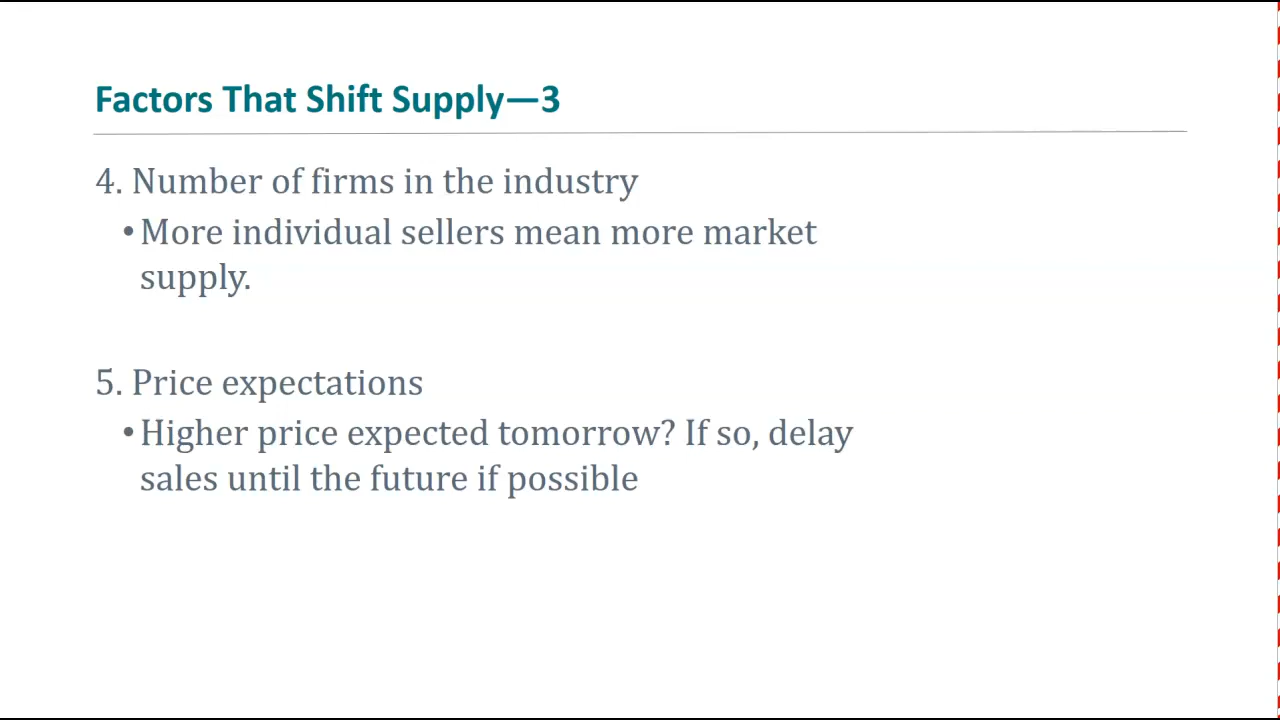 Factors That Shift Supply—3
4. Number of firms in the industry
•More individual sellers mean more market
supply.
5. Price expectations
•Higher price expected tomorrow? If so, delay
sales until the future if possible